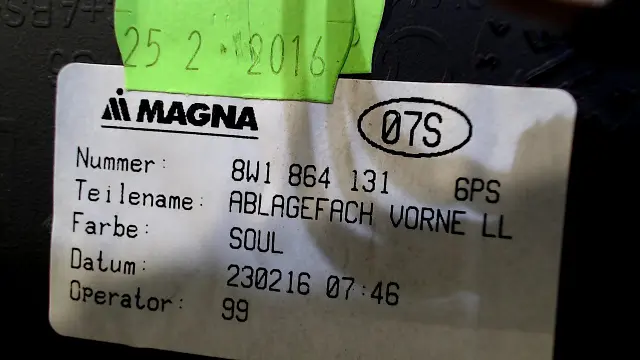 25 2 · 2016
MAGNA
07S
Nummer: 8W1 864 131 6PS
Teilename: ABLAGEFACH VORNE LL
Farbe: SOUL
Datum: 230216 07:46
Operator: 99